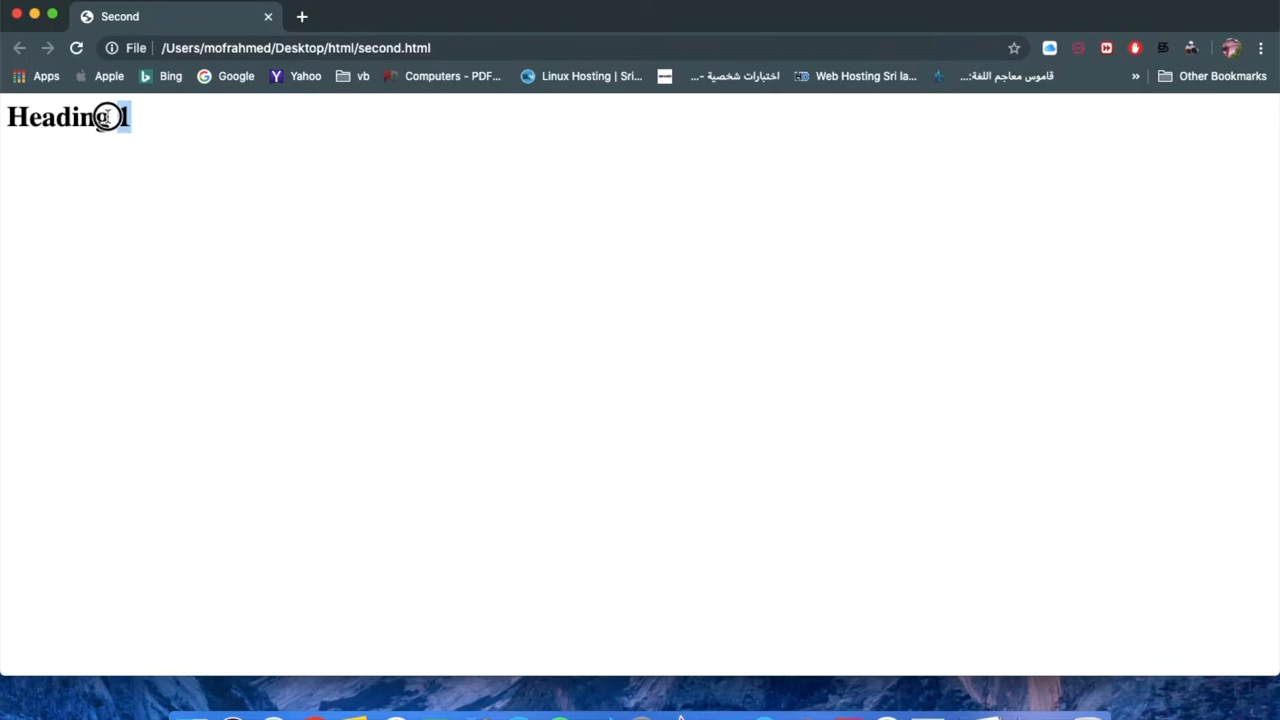 Second
File /Users/mofrahmed/Desktop/html/second.html
Apps Apple Bing Google Yahoo vb Computers - PDF... Linux Hosting | Sri... اختبارات شخصية -... Web Hosting Sri la... قاموس معاجم اللغة:... » Other Bookmarks
Heading 1